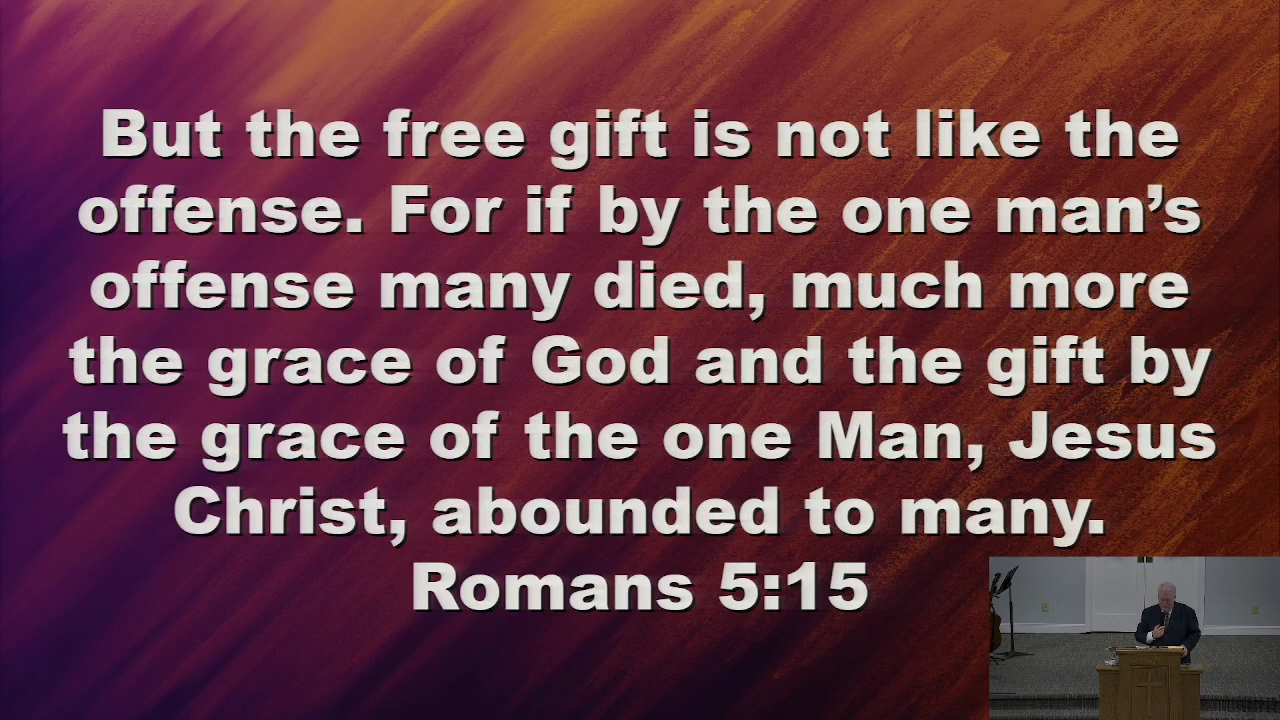 But the free gift is not like the
offense. For if by the one man’s
offense many died, much more
the grace of God and the gift by
the grace of the one Man, Jesus
Christ, abounded to many.
Romans 5:15